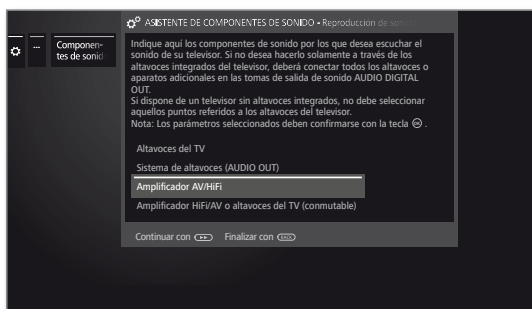 ASISTENTE DE COMPONENTES DE SONIDO • Reproducción de sonido
...
Componen-
tes de sonid
Indique aquí los componentes de sonido por los que desea escuchar el
sonido de su televisor. Si no desea hacerlo solamente a través de los
altavoces integrados del televisor, deberá conectar todos los altavoces o
aparatos adicionales en las tomas de salida de sonido AUDIO DIGITAL
OUT.
Si dispone de un televisor sin altavoces integrados, no debe seleccionar
aquellos puntos referidos a los altavoces del televisor.
Nota: Los parámetros seleccionados deben confirmarse con la tecla OK .
Altavoces del TV
Sistema de altavoces (AUDIO OUT)
Amplificador AV/HiFi
Amplificador HiFi/AV o altavoces del TV (conmutable)
Continuar con Finalizar con BACK